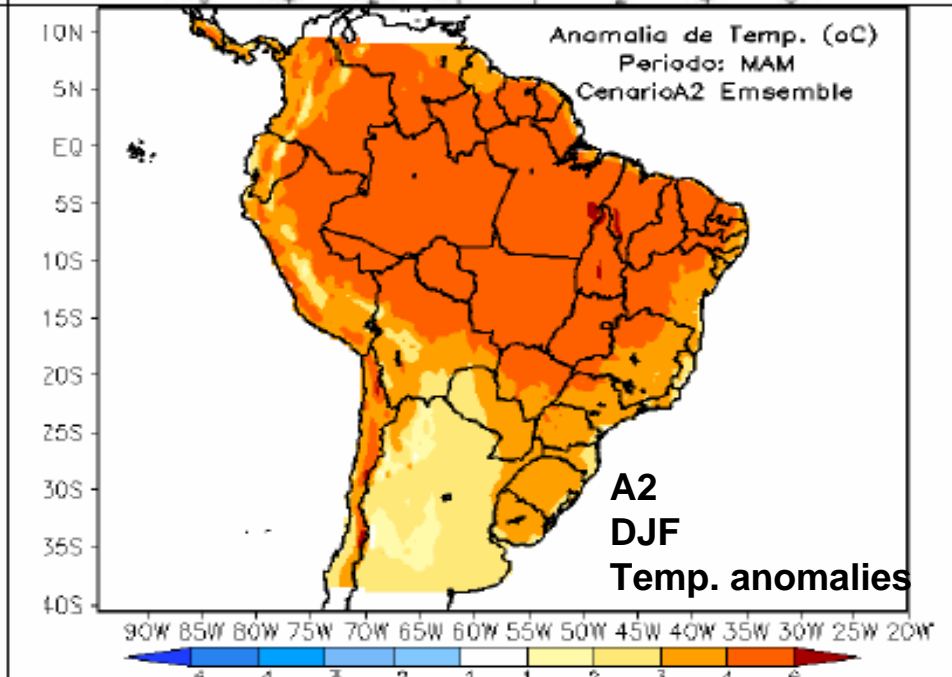 Anomalia de Temp. (oC)
Periodo: MAM
CenarioA2 Emsemble
10N
5N
EQ
5S
10S
15S
20S
25S
30S
35S
40S
A2
DJF
Temp. anomalies
90W 85W 80W 75W 70W 65W 60W 55W 50W 45W 40W 35W 30W 25W 20W